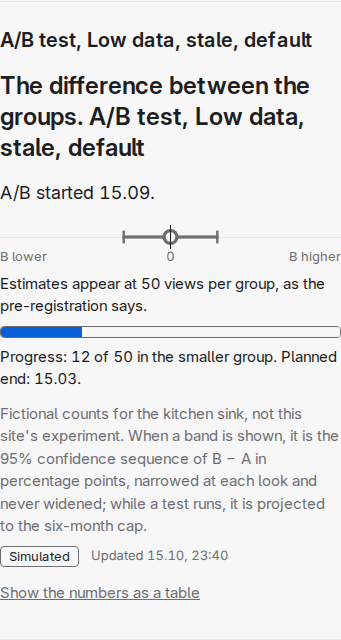 A/B test, Low data, stale, default
The difference between the
groups. A/B test, Low data,
stale, default
A/B started 15.09.
B lower 0 B higher
Estimates appear at 50 views per group, as the
pre-registration says.
Progress: 12 of 50 in the smaller group. Planned
end: 15.03.
Fictional counts for the kitchen sink, not this
site's experiment. When a band is shown, it is the
95% confidence sequence of B − A in
percentage points, narrowed at each look and
never widened; while a test runs, it is projected
to the six-month cap.
Simulated Updated 15.10, 23:40
Show the numbers as a table